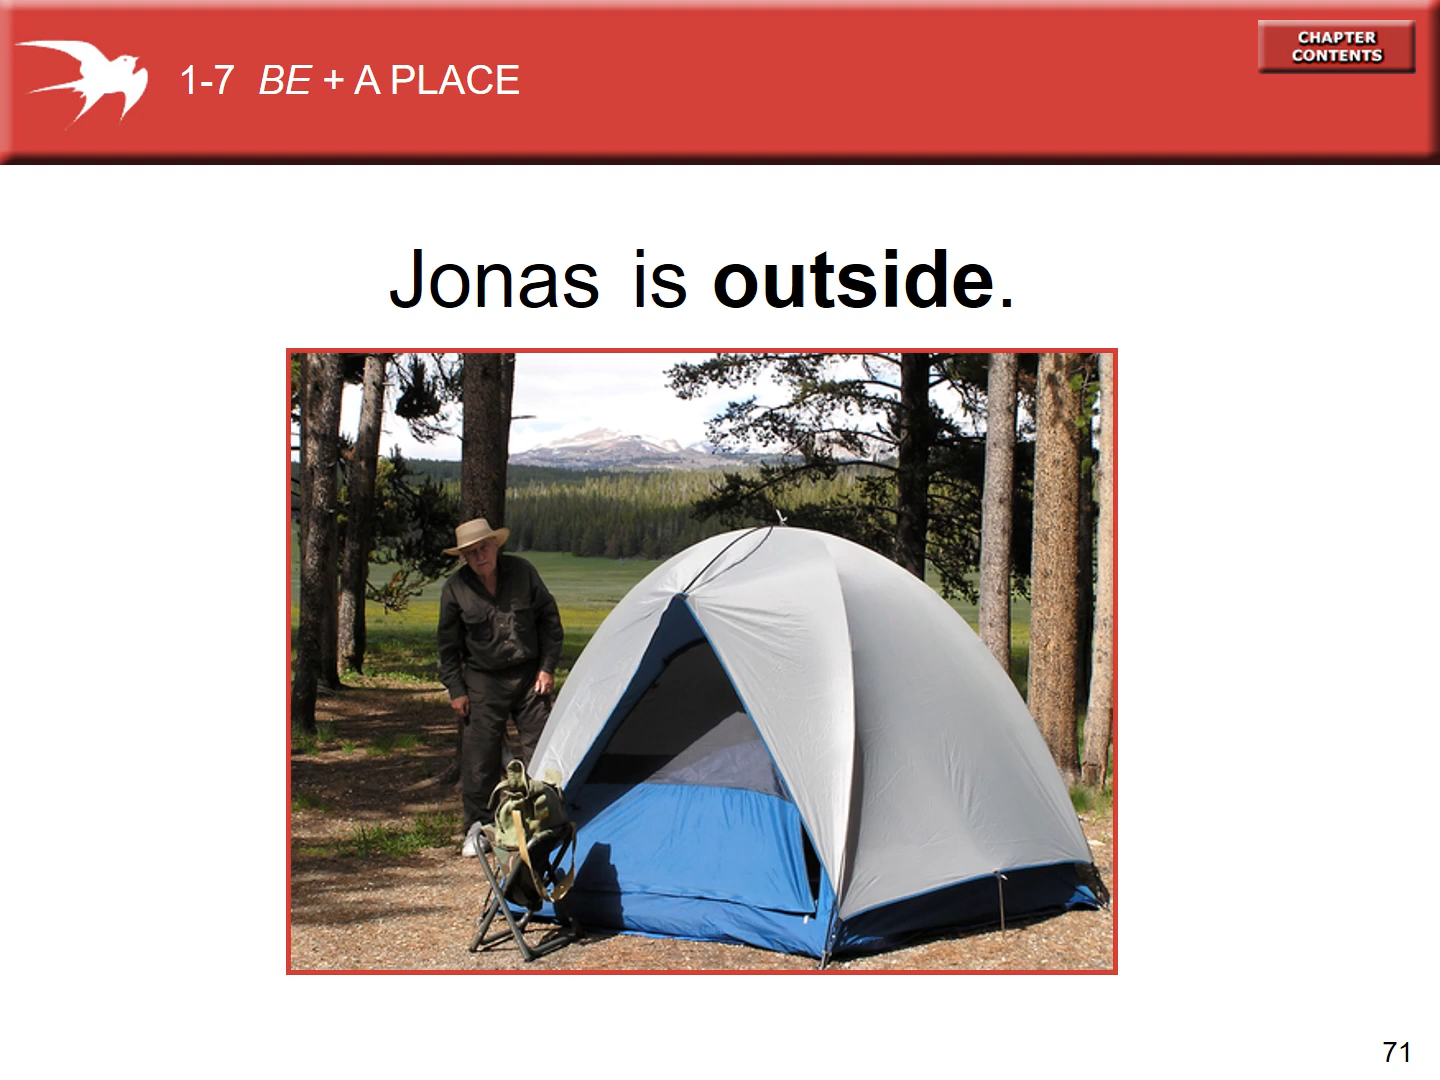 1-7 BE + A PLACE
CHAPTER
CONTENTS
Jonas is outside.
71